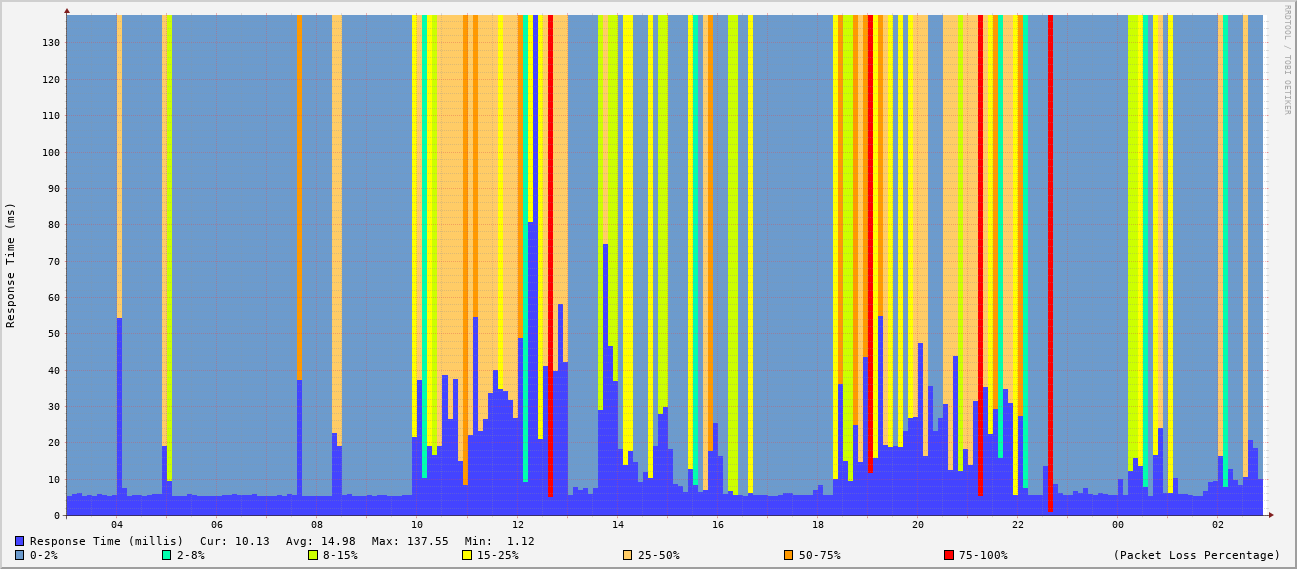 RRDTOOL / TOBI OETIKER
Response Time (ms)
130
120
110
100
90
80
70
60
50
40
30
20
10
0
04 06 08 10 12 14 16 18 20 22 00 02
Response Time (millis) Cur: 10.13 Avg: 14.98 Max: 137.55 Min: 1.12
0-2% 2-8% 8-15% 15-25% 25-50% 50-75% 75-100% (Packet Loss Percentage)